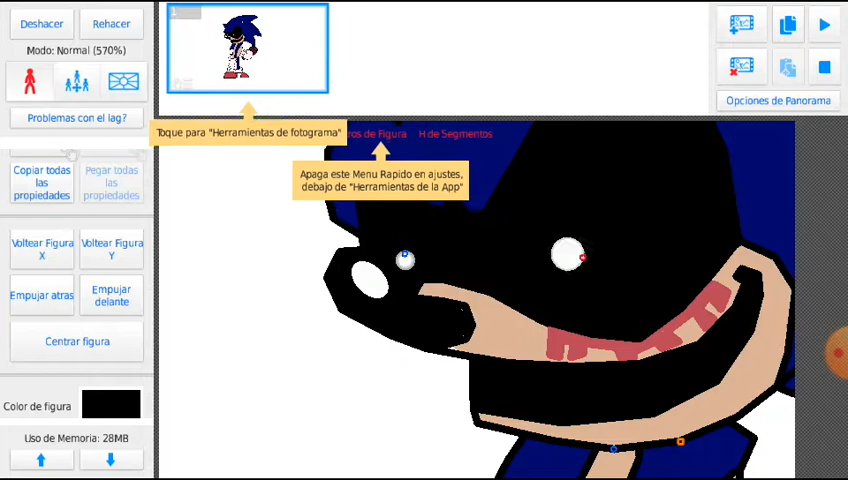 Deshacer
Rehacer
Modo: Normal (570%)
Problemas con el lag?
Copiar todas
las
propiedades
Pegar todas
las
propiedades
Voltear Figura
X
Voltear Figura
Y
Empujar atras
Empujar
delante
Centrar figura
Color de figura
Uso de Memoria: 28MB
1
Toque para "Herramientas de fotograma"
ros de Figura
H de Segmentos
Apaga este Menu Rapido en ajustes,
debajo de "Herramientas de la App"
Opciones de Panorama